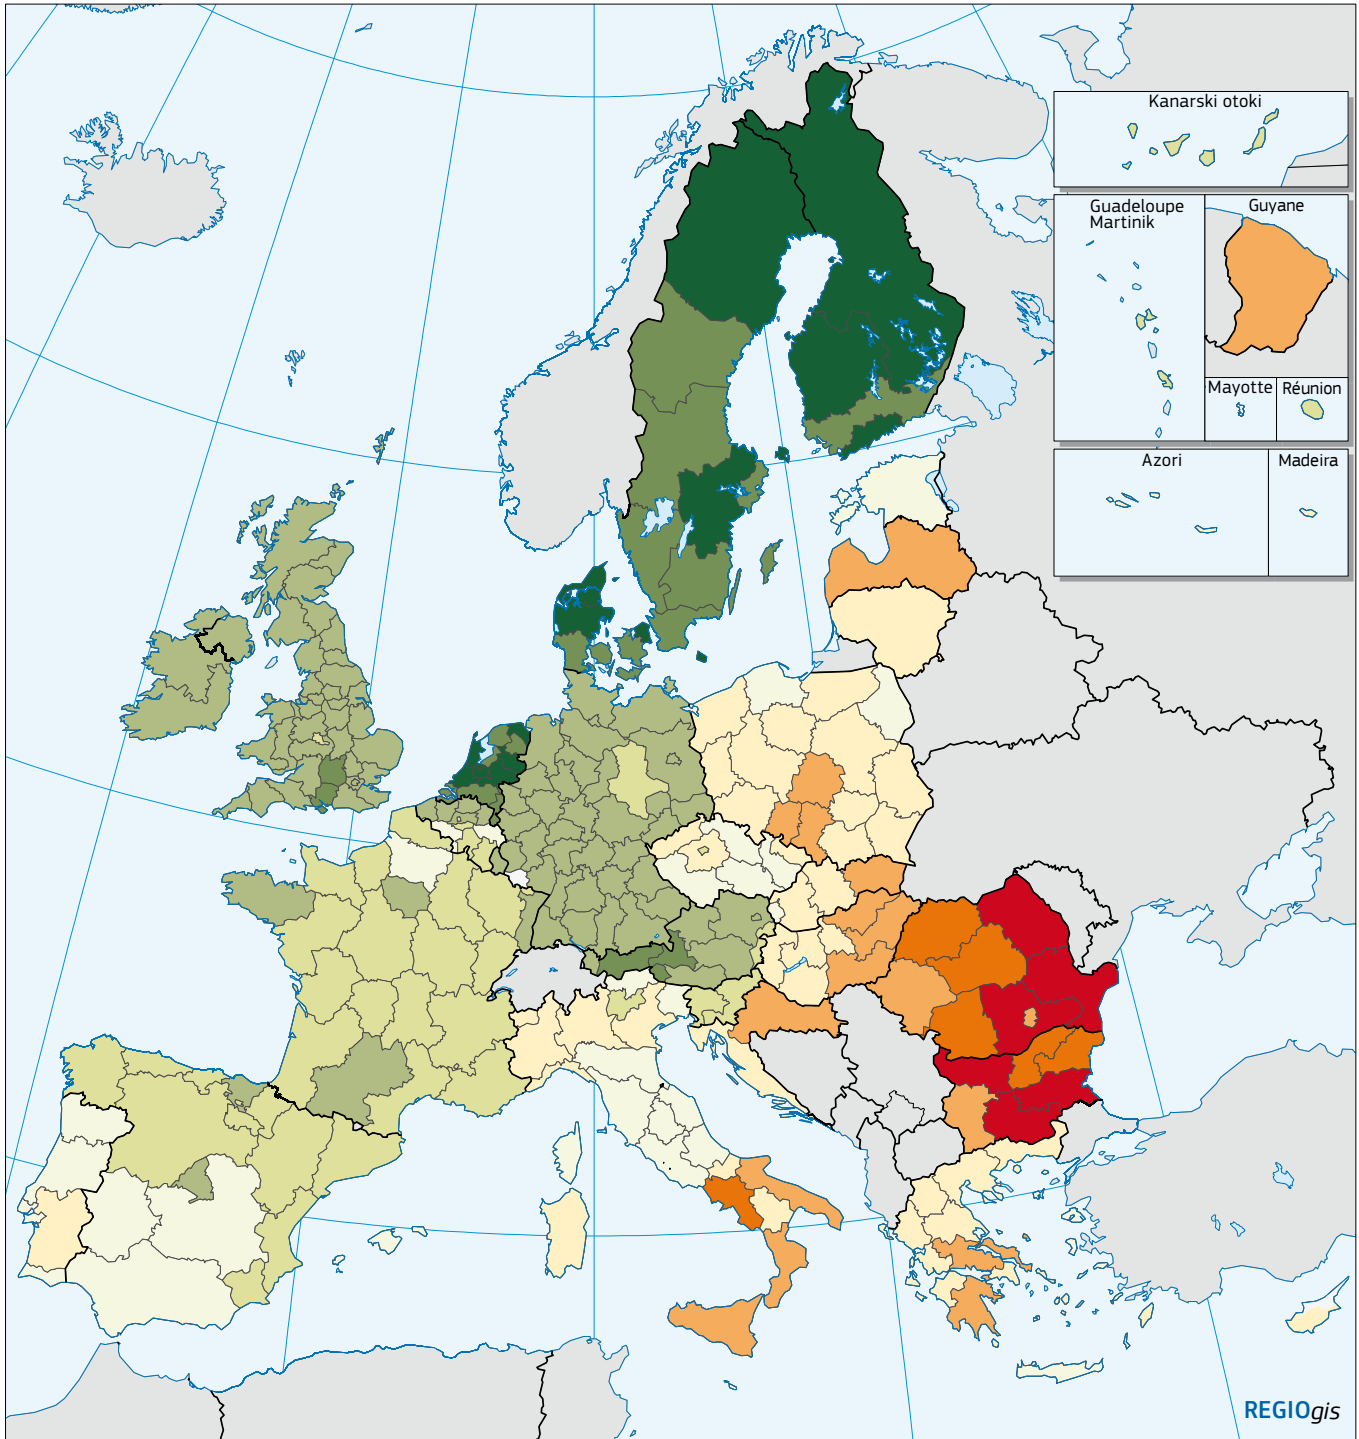 Kanarski otoki
Guadeloupe
Martinik
Guyane
Mayotte
Réunion
Azori
Madeira
REGIOgis